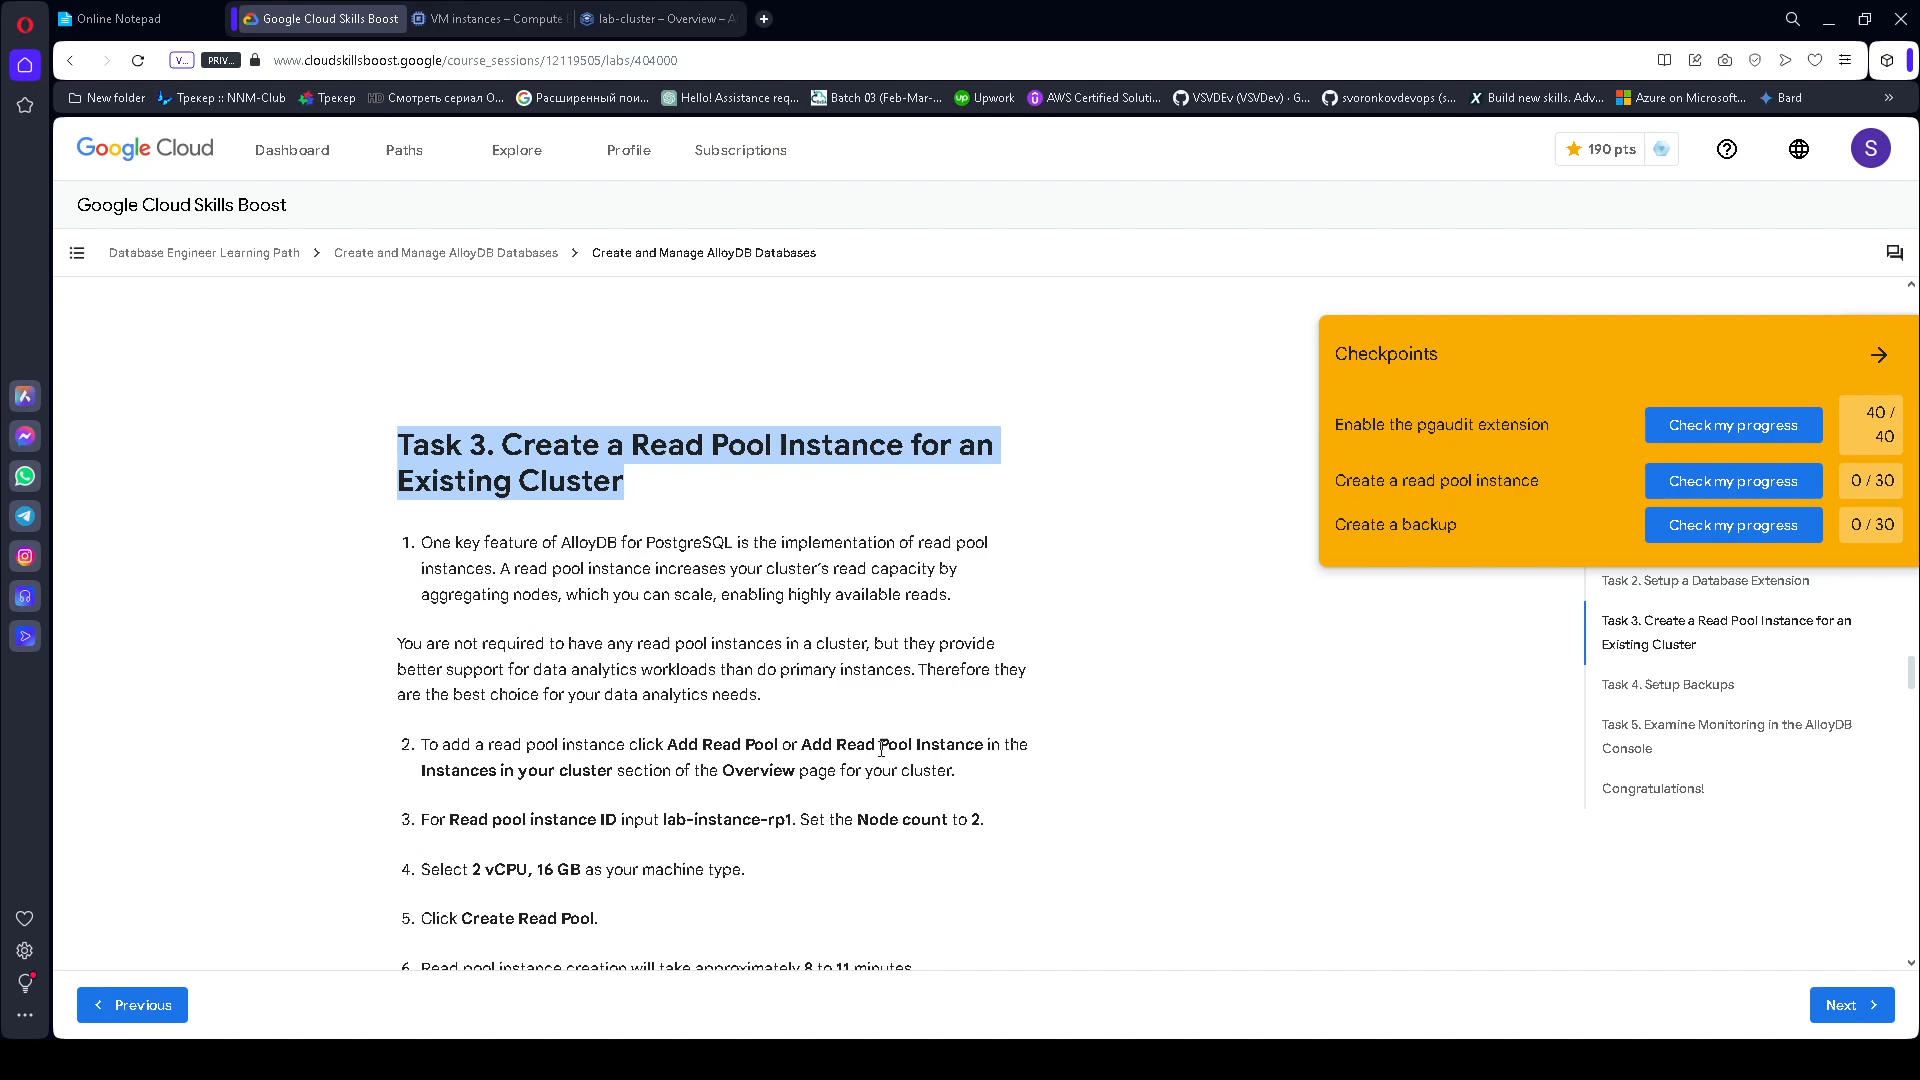 Online Notepad
Google Cloud Skills Boost
VM instances – Compute E
lab-cluster – Overview – A
V...
PRIV...
www.cloudskillsboost.google/course_sessions/12119505/labs/404000
New folder
Трекер :: NNM-Club
Трекер
HD Смотреть сериал О...
Расширенный пои...
Hello! Assistance req...
Batch 03 (Feb-Mar-...
Upwork
AWS Certified Soluti...
VSVDEv (VSVDev) · G...
svoronkovdevops (s...
Build new skills. Adv...
Azure on Microsoft...
Bard
Google Cloud
Dashboard
Paths
Explore
Profile
Subscriptions
190 pts
S
Google Cloud Skills Boost
Database Engineer Learning Path
Create and Manage AlloyDB Databases
Create and Manage AlloyDB Databases
Task 3. Create a Read Pool Instance for an
Existing Cluster
1. One key feature of AlloyDB for PostgreSQL is the implementation of read pool
instances. A read pool instance increases your cluster's read capacity by
aggregating nodes, which you can scale, enabling highly available reads.
You are not required to have any read pool instances in a cluster, but they provide
better support for data analytics workloads than do primary instances. Therefore they
are the best choice for your data analytics needs.
2. To add a read pool instance click Add Read Pool or Add Read Pool Instance in the
Instances in your cluster section of the Overview page for your cluster.
3. For Read pool instance ID input lab-instance-rp1. Set the Node count to 2.
4. Select 2 vCPU, 16 GB as your machine type.
5. Click Create Read Pool.
6. Read pool instance creation will take approximately 8 to 11 minutes.
Checkpoints
Enable the pgaudit extension
Check my progress
40 /
40
Create a read pool instance
Check my progress
0 / 30
Create a backup
Check my progress
0 / 30
Task 2. Setup a Database Extension
Task 3. Create a Read Pool Instance for an
Existing Cluster
Task 4. Setup Backups
Task 5. Examine Monitoring in the AlloyDB
Console
Congratulations!
Previous
Next